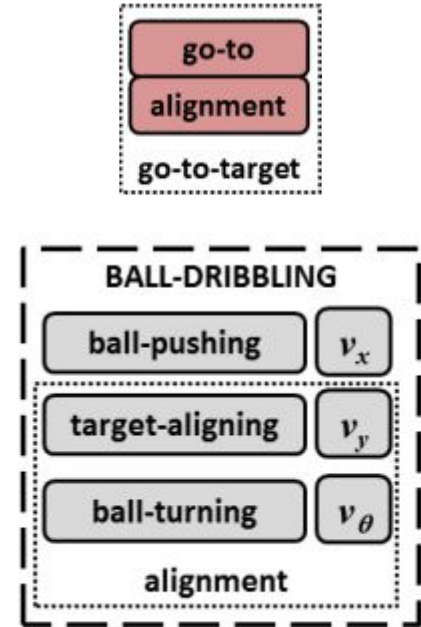 go-to
alignment
go-to-target
BALL-DRIBBLING
ball-pushing vx
target-aligning vy
ball-turning vθ
alignment